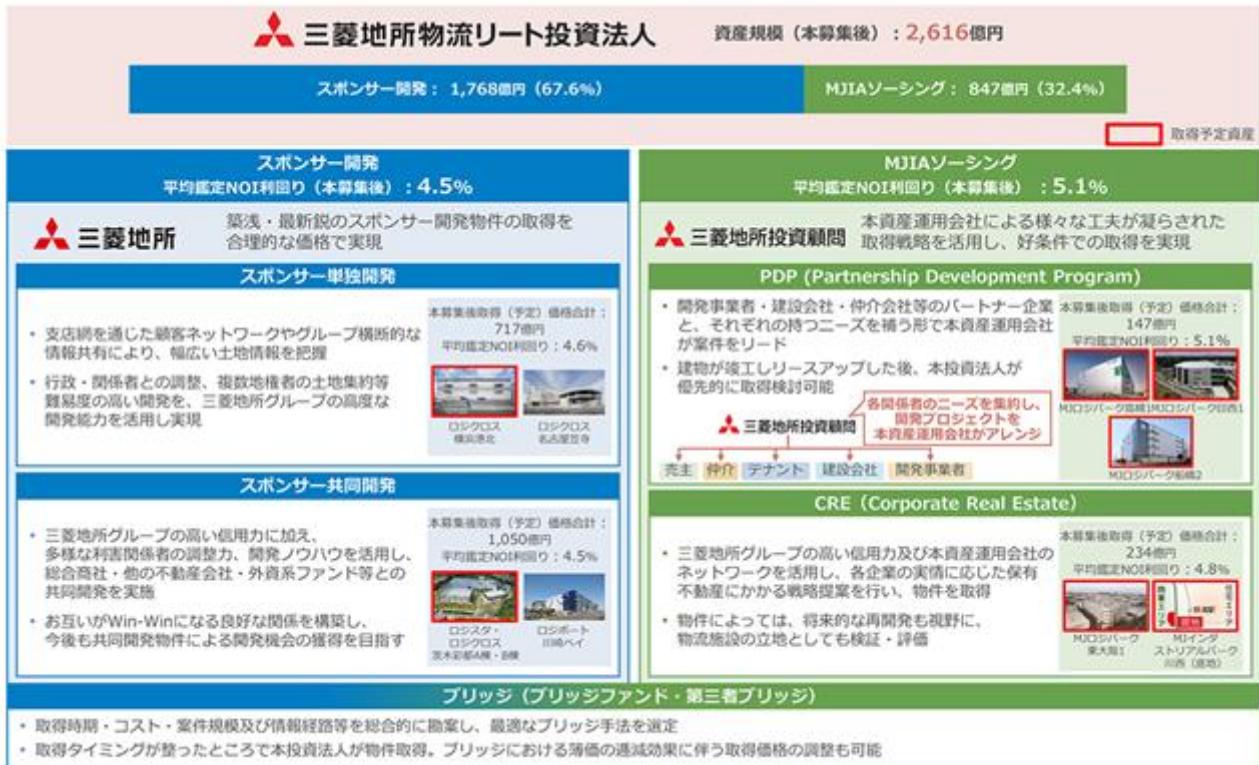 三菱地所物流リート投資法人
資産規模（本募集後）：2,616億円
スポンサー開発：1,768億円（67.6%）
MJIAソーシング：847億円（32.4%）
取得予定資産
スポンサー開発
平均鑑定NOI利回り（本募集後）：4.5%
三菱地所
築浅・最新鋭のスポンサー開発物件の取得を
合理的な価格で実現
スポンサー単独開発
• 支店網を通じた顧客ネットワークやグループ横断的な
情報共有により、幅広い土地情報を把握
• 行政・関係者との調整、複数地権者の土地集約等
難易度の高い開発を、三菱地所グループの高度な
開発能力を活用し実現
本募集後取得（予定）価格合計：
717億円
平均鑑定NOI利回り：4.6%
ロジクロス
横浜港北
ロジクロス
名古屋笠寺
スポンサー共同開発
• 三菱地所グループの高い信用力に加え、
多様な利害関係者の調整力、開発ノウハウを活用し、
総合商社・他の不動産会社・外資系ファンド等との
共同開発を実施
• お互いがWin-Winになる良好な関係を構築し、
今後も共同開発物件による開発機会の獲得を目指す
本募集後取得（予定）価格合計：
1,050億円
平均鑑定NOI利回り：4.5%
ロジスタ・
ロジクロス
茨木彩都A棟・B棟
ロジポート
川崎ベイ
MJIAソーシング
平均鑑定NOI利回り（本募集後）：5.1%
三菱地所投資顧問
本資産運用会社による様々な工夫が凝らされた
取得戦略を活用し、好条件での取得を実現
PDP (Partnership Development Program)
• 開発事業者・建設会社・仲介会社等のパートナー企業
と、それぞれの持つニーズを補う形で本資産運用会社
が案件をリード
• 建物が竣工しリースアップした後、本投資法人が
優先的に取得検討可能
本募集後取得（予定）価格合計：
147億円
平均鑑定NOI利回り：5.1%
MJロジパーク船橋1
MJロジパーク印西1
MJロジパーク船橋2
各関係者のニーズを集約し、
開発プロジェクトを
本資産運用会社がアレンジ
三菱地所投資顧問
売主 仲介 テナント 建設会社 開発事業者
CRE（Corporate Real Estate）
• 三菱地所グループの高い信用力及び本資産運用会社の
ネットワークを活用し、各企業の実情に応じた保有
不動産にかかる戦略提案を行い、物件を取得
• 物件によっては、将来的な再開発も視野に、
物流施設の立地としても検証・評価
本募集後取得（予定）価格合計：
234億円
平均鑑定NOI利回り：4.8%
MJロジパーク
東大阪1
MJインダ
ストリアルパーク
川西（底地）
ブリッジ（ブリッジファンド・第三者ブリッジ）
• 取得時期・コスト・案件規模及び情報経路等を総合的に勘案し、最適なブリッジ手法を選定
• 取得タイミングが整ったところで本投資法人が物件取得。ブリッジにおける簿価の逓減効果に伴う取得価格の調整も可能